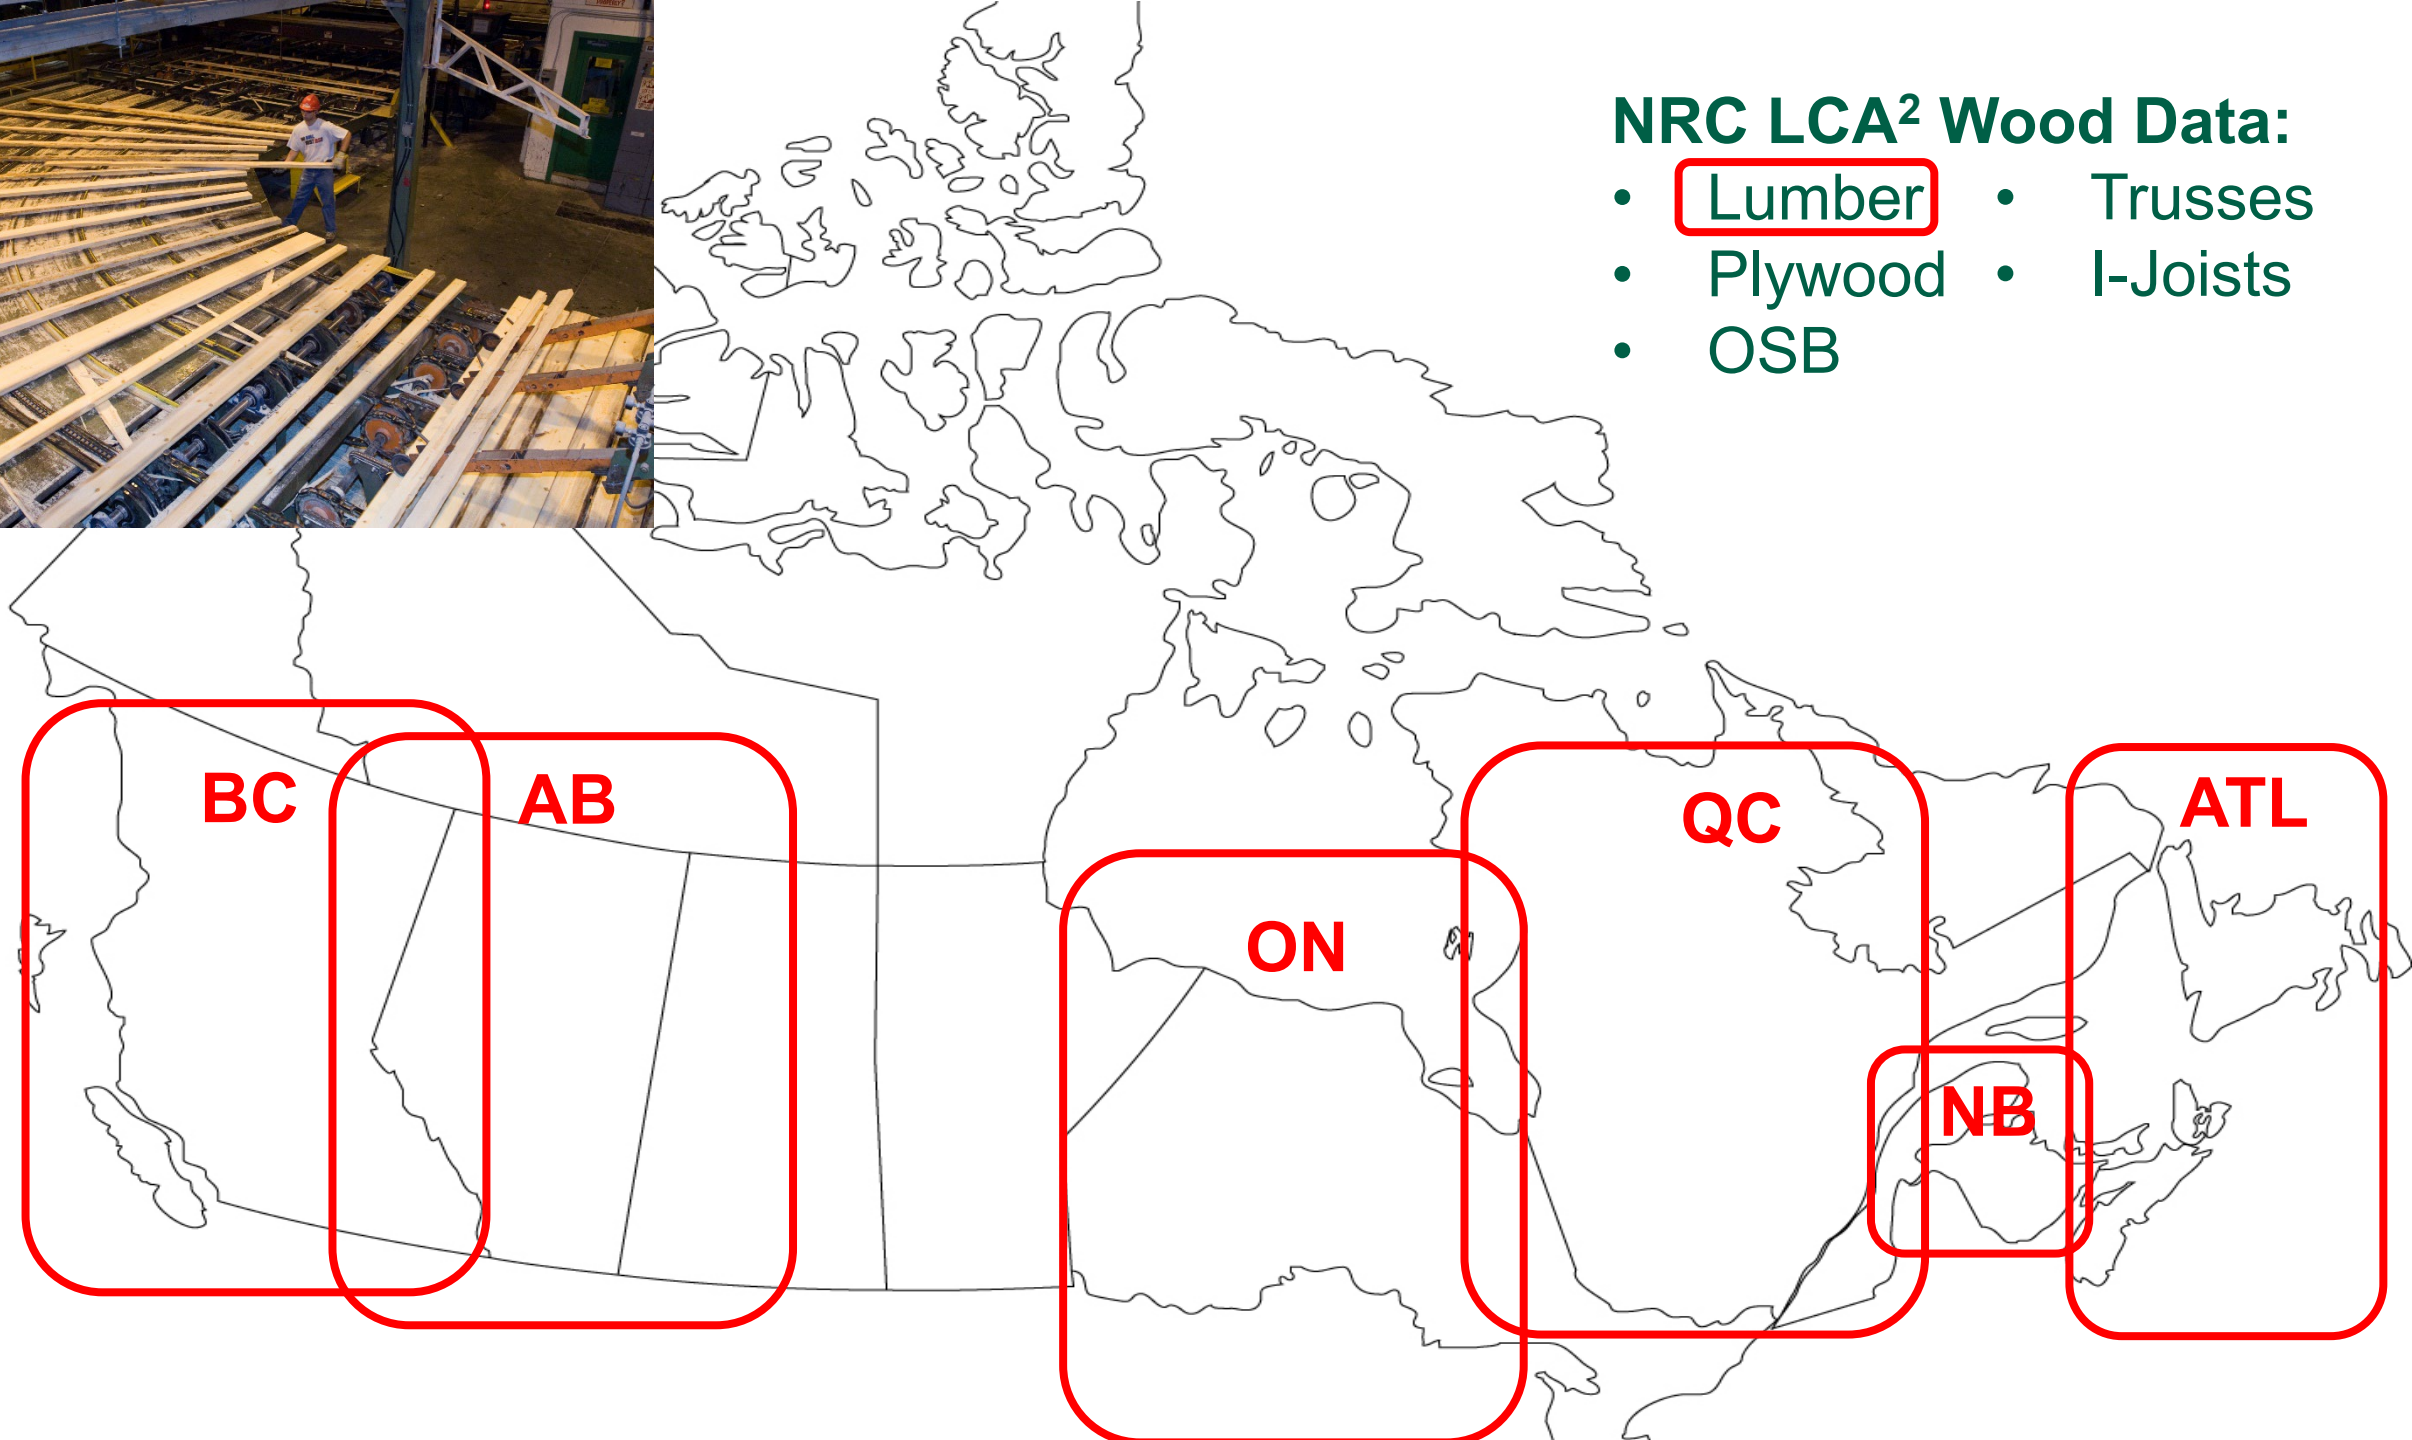 NRC LCA² Wood Data:
• Lumber • Trusses
• Plywood • I-Joists
• OSB
BC
AB
QC
ATL
ON
NB